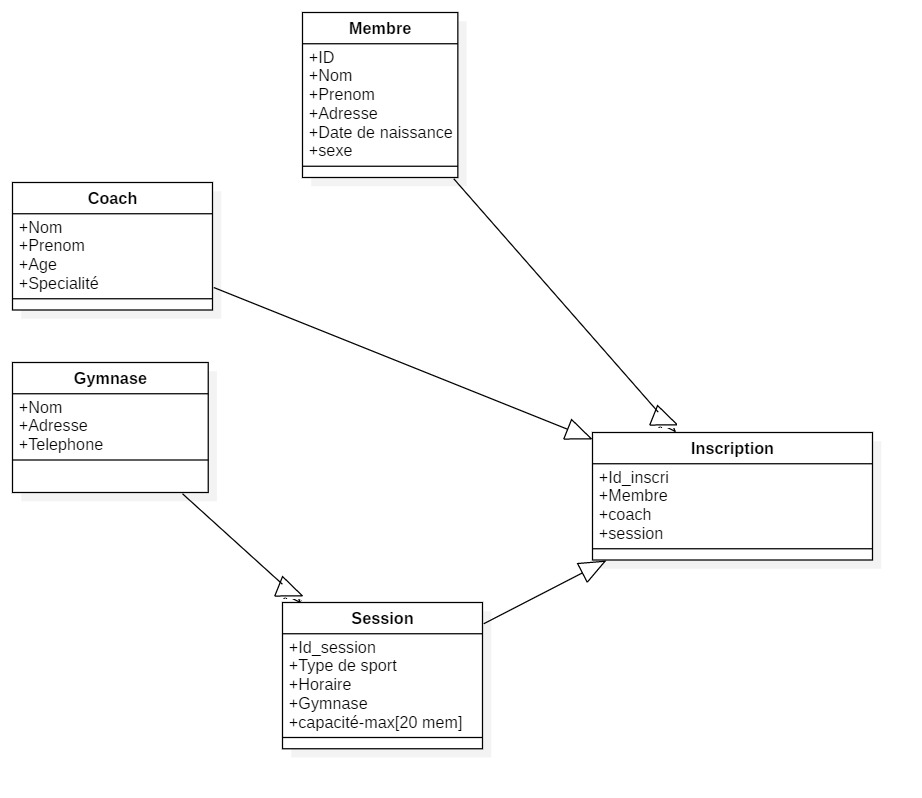 Membre
+ID
+Nom
+Prenom
+Adresse
+Date de naissance
+sexe
Coach
+Nom
+Prenom
+Age
+Specialité
Gymnase
+Nom
+Adresse
+Telephone
Inscription
+Id_inscri
+Membre
+coach
+session
Session
+Id_session
+Type de sport
+Horaire
+Gymnase
+capacité-max[20 mem]